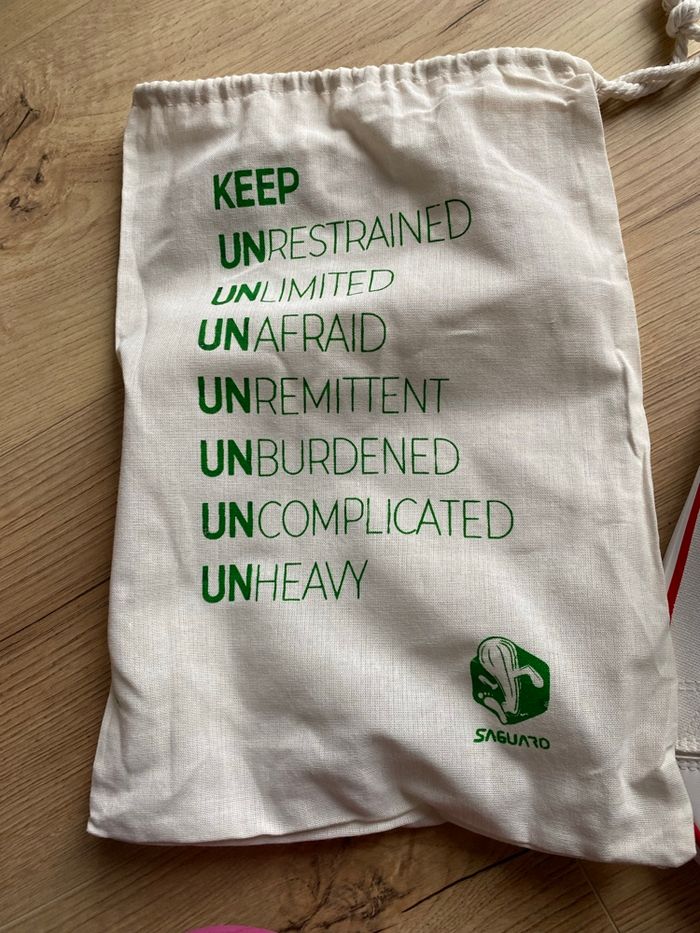 KEEP
UNRESTRAINED
UNLIMITED
UNAFRAID
UNREMITTENT
UNBURDENED
UNCOMPLICATED
UNHEAVY
SAGUARO